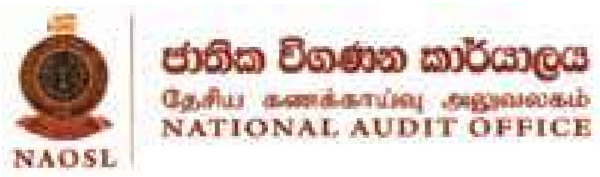 ජාතික විගණන කාර්යාලය
தேசிய கணக்காய்வு அலுவலகம்
NATIONAL AUDIT OFFICE
NAOSL